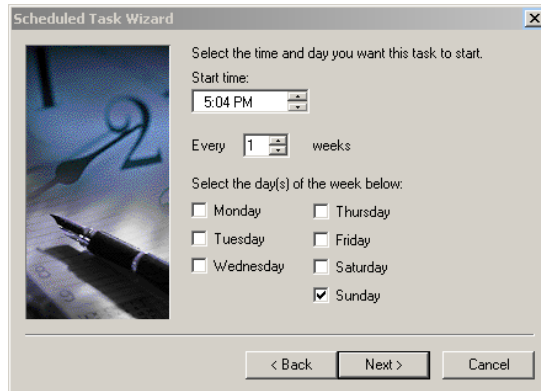 Scheduled Task Wizard
Select the time and day you want this task to start.
Start time:
5:04 PM
Every 1 weeks
Select the day(s) of the week below:
Monday Thursday
Tuesday Friday
Wednesday Saturday
Sunday
< Back Next > Cancel